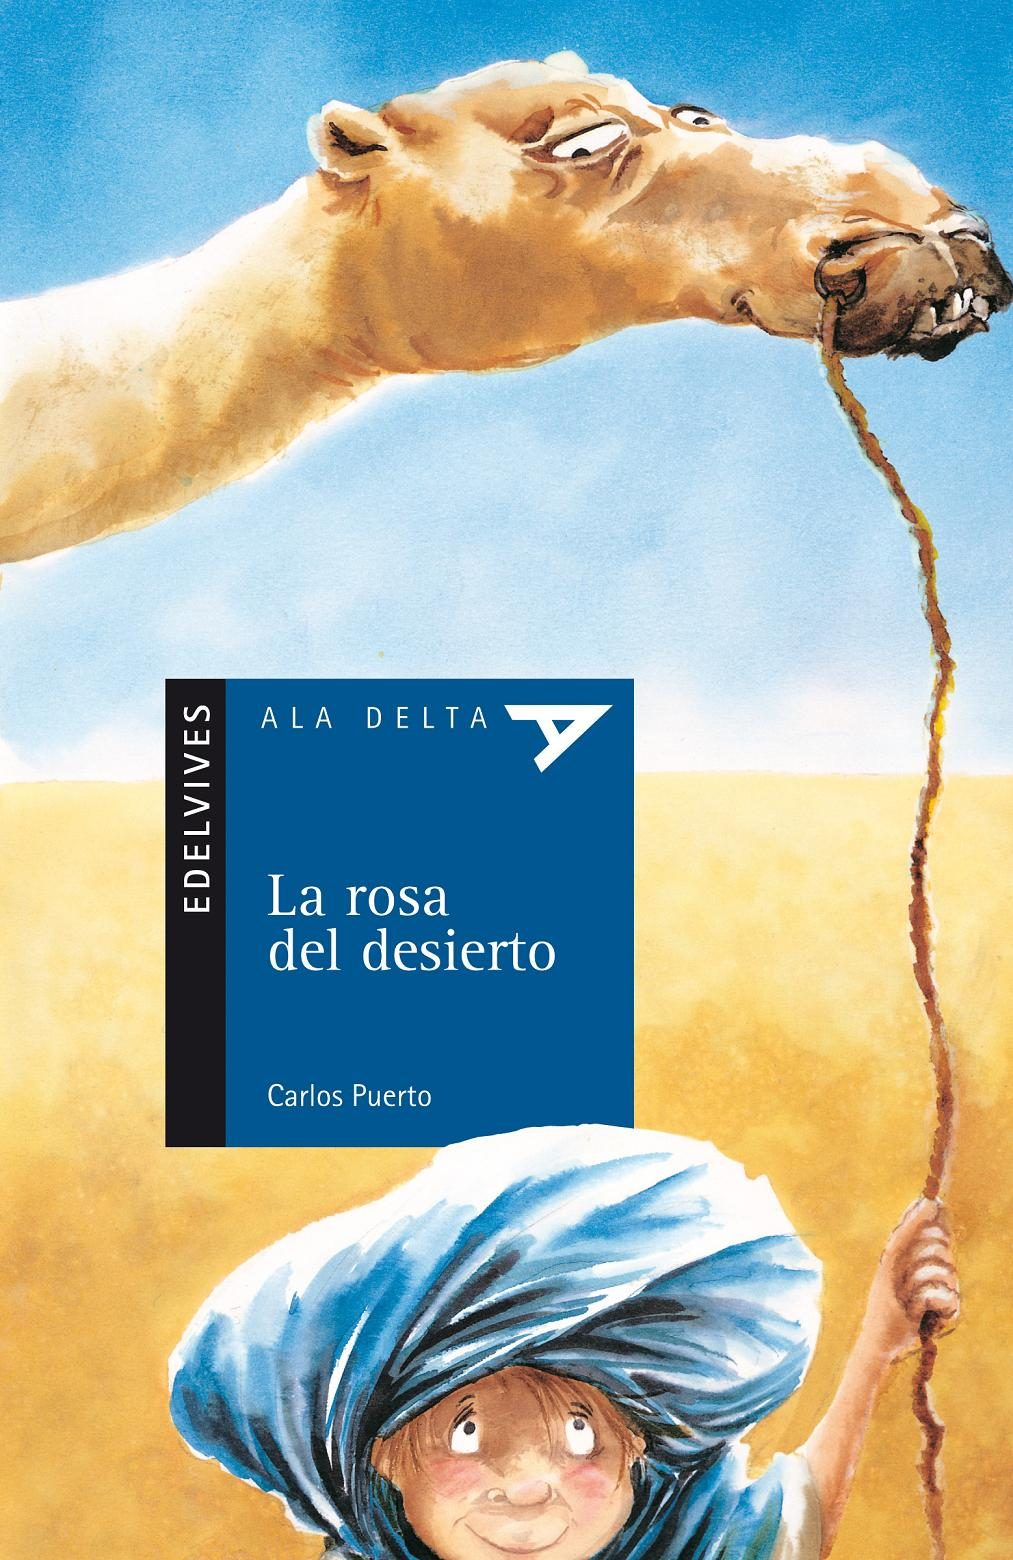 EDELVIVES
ALA DELTA
La rosa
del desierto
Carlos Puerto